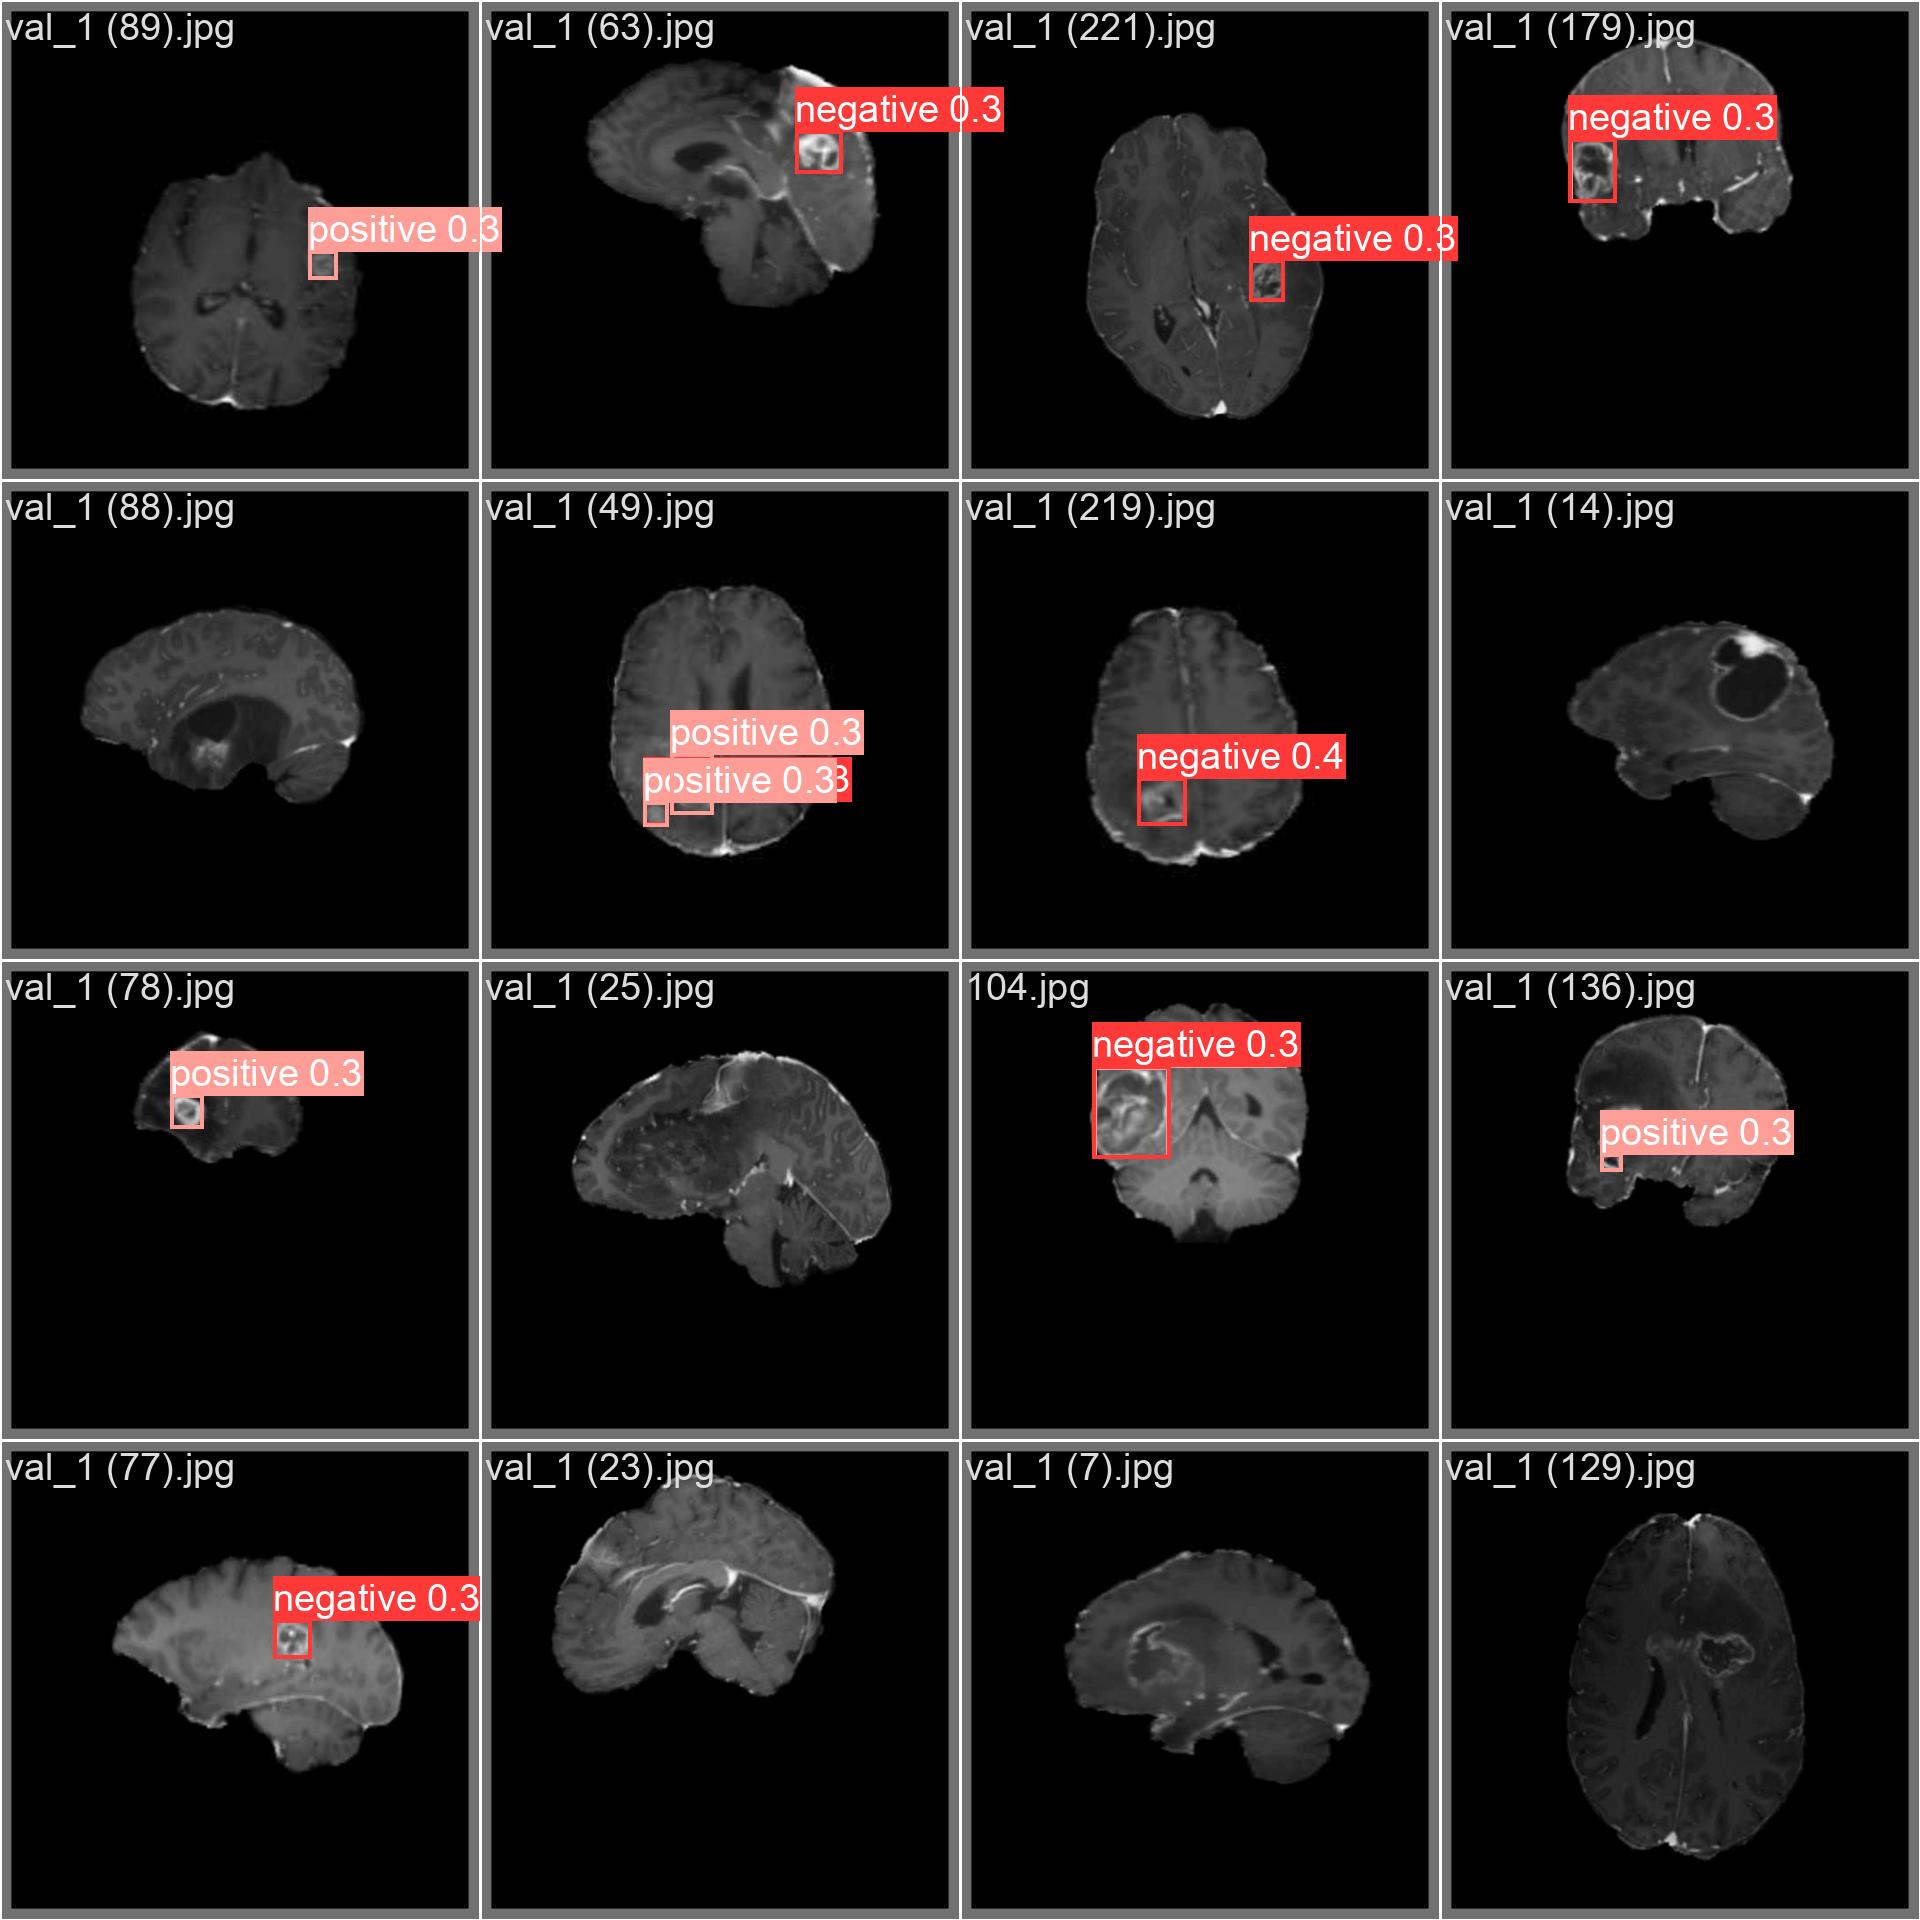 val_1 (89).jpg
positive 0.3
val_1 (63).jpg
negative 0.3
val_1 (221).jpg
negative 0.3
val_1 (179).jpg
negative 0.3
val_1 (88).jpg
val_1 (49).jpg
positive 0.3
positive 0.3
3
val_1 (219).jpg
negative 0.4
val_1 (14).jpg
val_1 (78).jpg
positive 0.3
val_1 (25).jpg
104.jpg
negative 0.3
val_1 (136).jpg
positive 0.3
val_1 (77).jpg
negative 0.3
val_1 (23).jpg
val_1 (7).jpg
val_1 (129).jpg